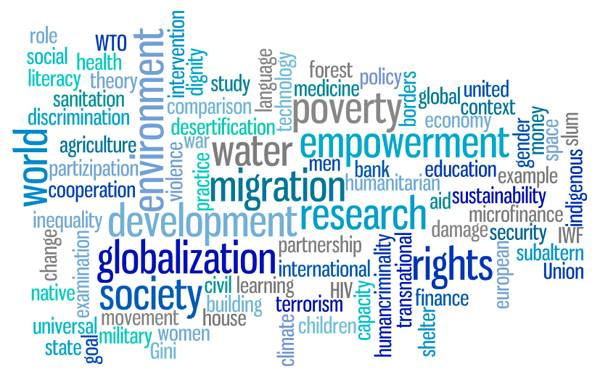 role
WTO
social
health
literacy
theory
sanitation
discrimination
agriculture
partizipation
cooperation
world
environment
intervention
dignity
study
comparison
desertification
violence
war
practice
water
language
technology
forest
medicine
policy
borders
poverty
global
united
context
economy
empowerment
gender
money
space
slum
men
bank
education
example
humanitarian
migration
aid
sustainability
indigenous
microfinance
inequality
development
research
damage
security
IWF
change
globalization
partnership
international
rights
european
subaltern
Union
native
examination
society
civil
learning
HIV
capacity
human
criminality
transnational
shelter
finance
building
terrorism
movement
house
universal
military
women
climate
children
state
goal
Gini